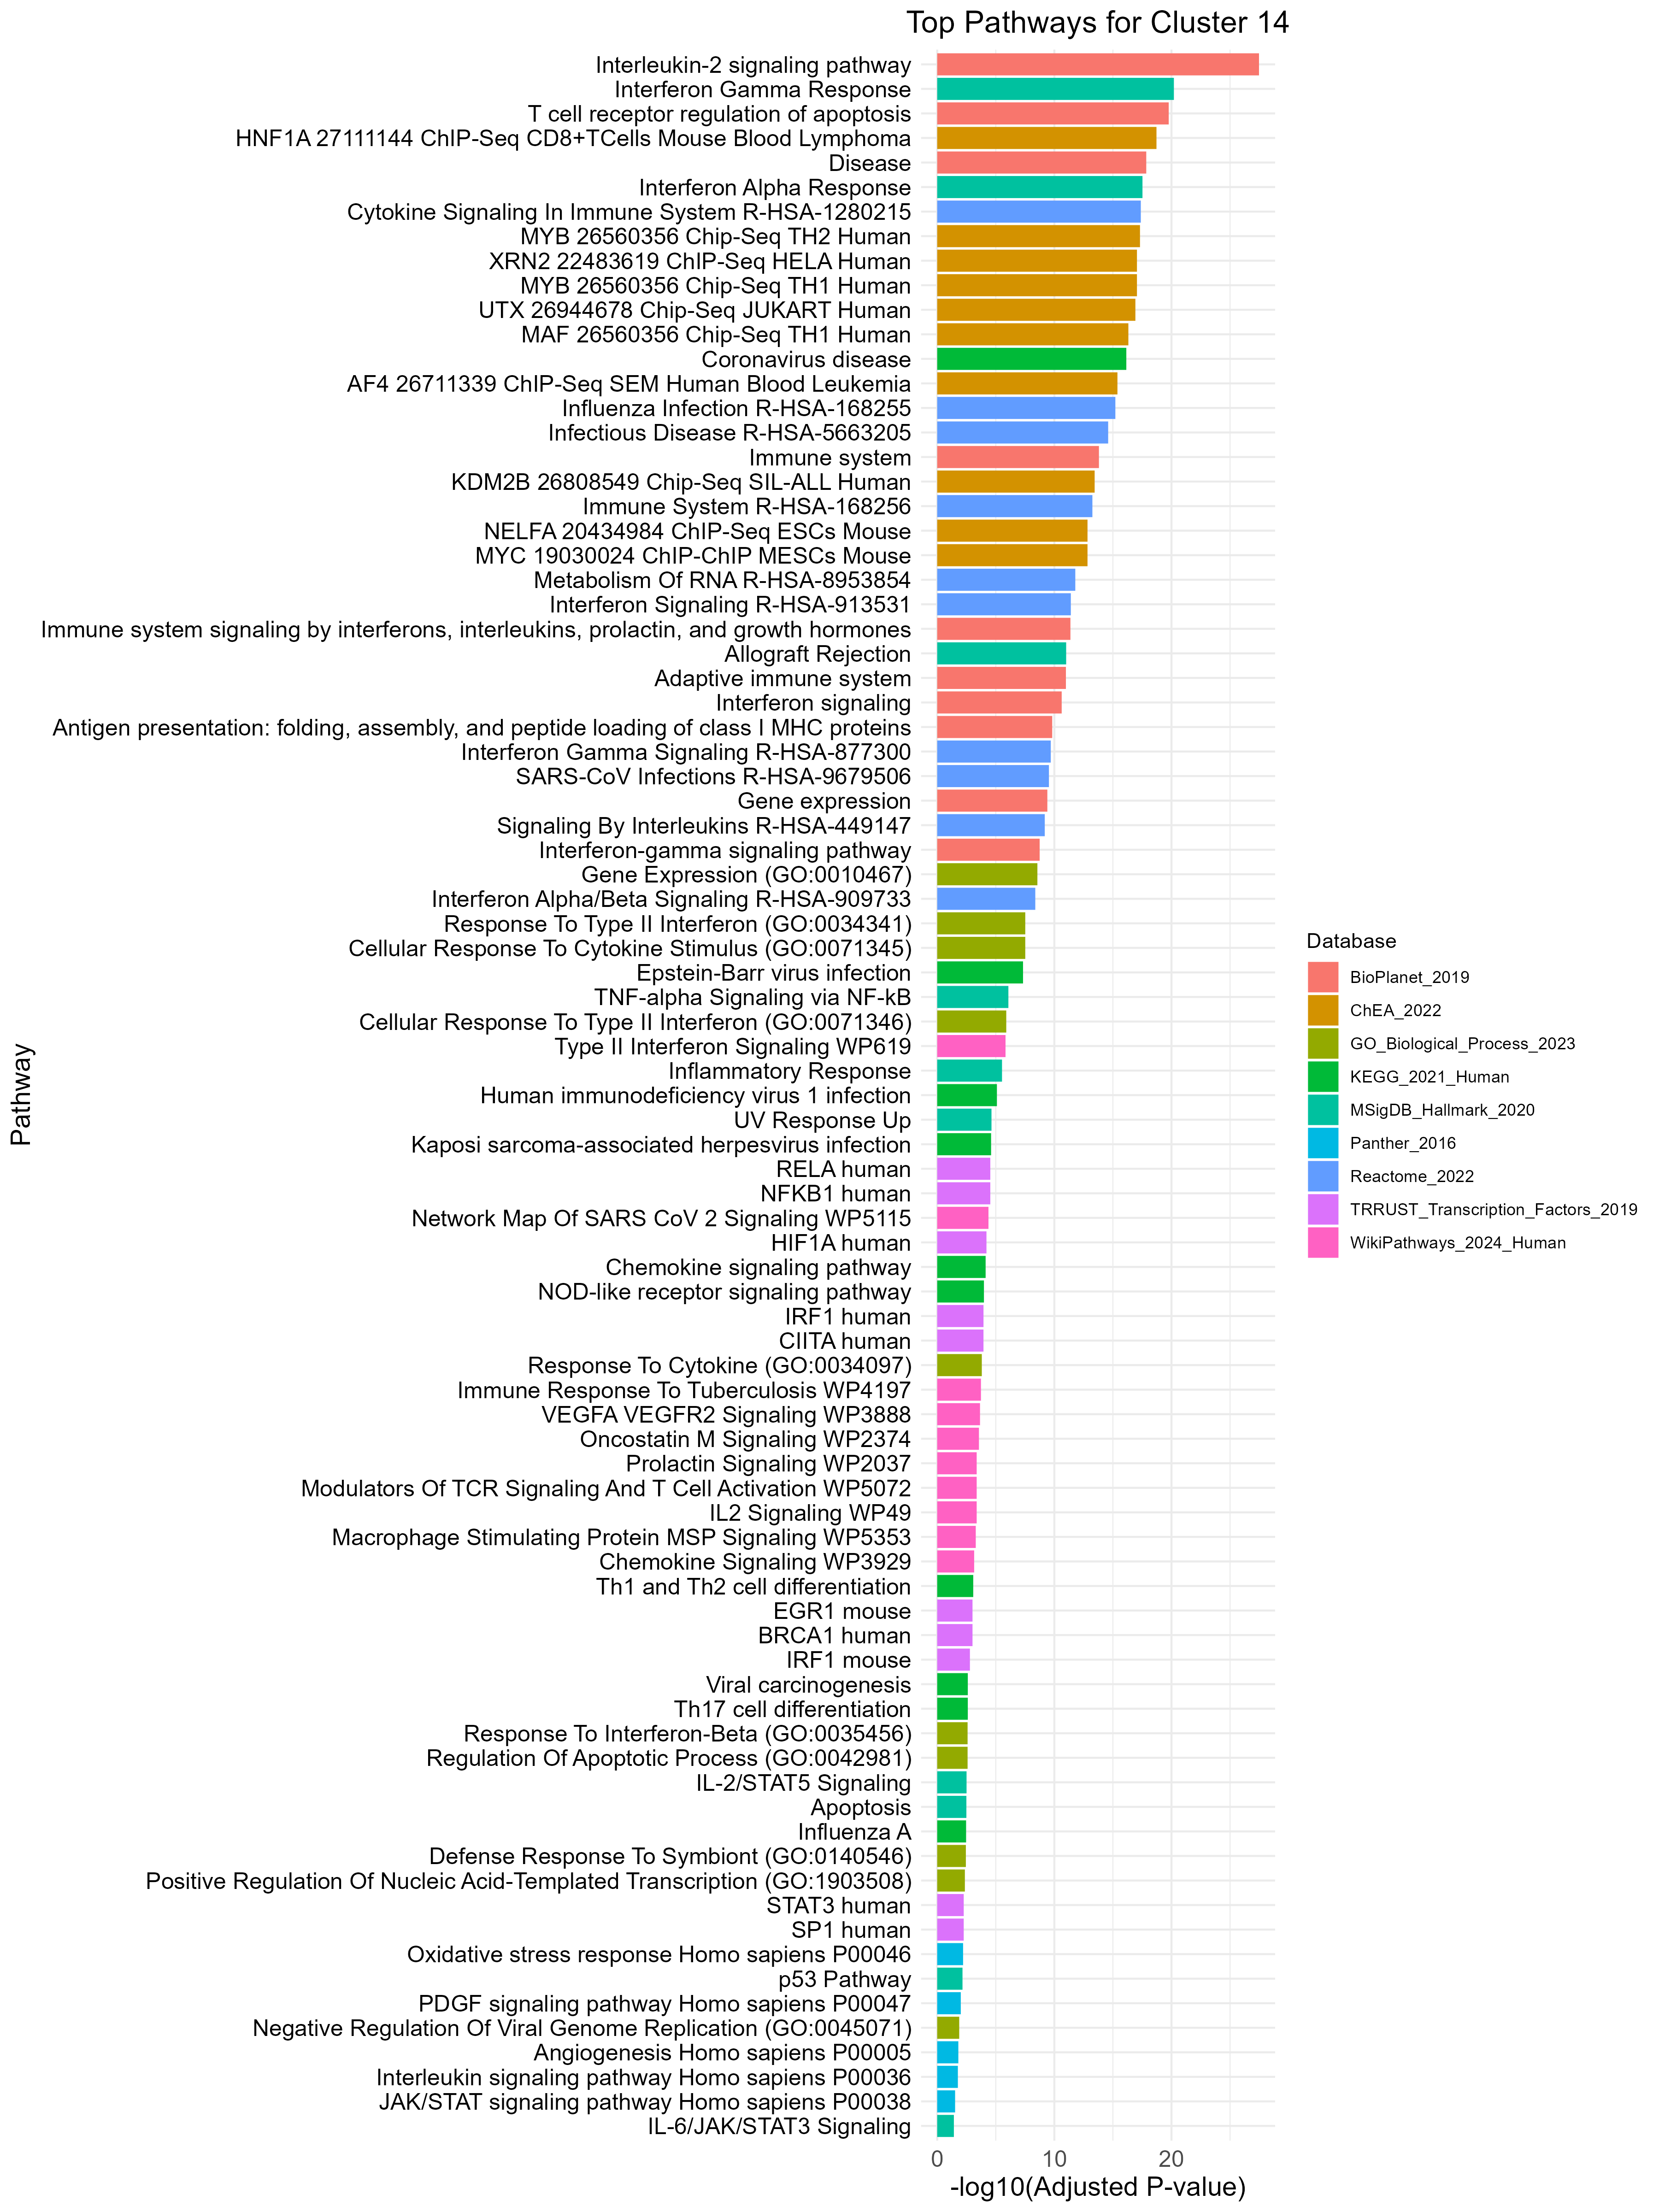 Top Pathways for Cluster 14
Interleukin-2 signaling pathway
Interferon Gamma Response
T cell receptor regulation of apoptosis
HNF1A 27111144 ChIP-Seq CD8+TCells Mouse Blood Lymphoma
Disease
Interferon Alpha Response
Cytokine Signaling In Immune System R-HSA-1280215
MYB 26560356 Chip-Seq TH2 Human
XRN2 22483619 ChIP-Seq HELA Human
MYB 26560356 Chip-Seq TH1 Human
UTX 26944678 Chip-Seq JUKART Human
MAF 26560356 Chip-Seq TH1 Human
Coronavirus disease
AF4 26711339 ChIP-Seq SEM Human Blood Leukemia
Influenza Infection R-HSA-168255
Infectious Disease R-HSA-5663205
Immune system
KDM2B 26808549 Chip-Seq SIL-ALL Human
Immune System R-HSA-168256
NELFA 20434984 ChIP-Seq ESCs Mouse
MYC 19030024 ChIP-ChIP MESCs Mouse
Metabolism Of RNA R-HSA-8953854
Interferon Signaling R-HSA-913531
Immune system signaling by interferons, interleukins, prolactin, and growth hormones
Allograft Rejection
Adaptive immune system
Interferon signaling
Antigen presentation: folding, assembly, and peptide loading of class I MHC proteins
Interferon Gamma Signaling R-HSA-877300
SARS-CoV Infections R-HSA-9679506
Gene expression
Signaling By Interleukins R-HSA-449147
Interferon-gamma signaling pathway
Gene Expression (GO:0010467)
Interferon Alpha/Beta Signaling R-HSA-909733
Response To Type II Interferon (GO:0034341)
Cellular Response To Cytokine Stimulus (GO:0071345)
Epstein-Barr virus infection
TNF-alpha Signaling via NF-kB
Cellular Response To Type II Interferon (GO:0071346)
Type II Interferon Signaling WP619
Inflammatory Response
Human immunodeficiency virus 1 infection
UV Response Up
Kaposi sarcoma-associated herpesvirus infection
RELA human
NFKB1 human
Network Map Of SARS CoV 2 Signaling WP5115
HIF1A human
Chemokine signaling pathway
NOD-like receptor signaling pathway
IRF1 human
CIITA human
Response To Cytokine (GO:0034097)
Immune Response To Tuberculosis WP4197
VEGFA VEGFR2 Signaling WP3888
Oncostatin M Signaling WP2374
Prolactin Signaling WP2037
Modulators Of TCR Signaling And T Cell Activation WP5072
IL2 Signaling WP49
Macrophage Stimulating Protein MSP Signaling WP5353
Chemokine Signaling WP3929
Th1 and Th2 cell differentiation
EGR1 mouse
BRCA1 human
IRF1 mouse
Viral carcinogenesis
Th17 cell differentiation
Response To Interferon-Beta (GO:0035456)
Regulation Of Apoptotic Process (GO:0042981)
IL-2/STAT5 Signaling
Apoptosis
Influenza A
Defense Response To Symbiont (GO:0140546)
Positive Regulation Of Nucleic Acid-Templated Transcription (GO:1903508)
STAT3 human
SP1 human
Oxidative stress response Homo sapiens P00046
p53 Pathway
PDGF signaling pathway Homo sapiens P00047
Negative Regulation Of Viral Genome Replication (GO:0045071)
Angiogenesis Homo sapiens P00005
Interleukin signaling pathway Homo sapiens P00036
JAK/STAT signaling pathway Homo sapiens P00038
IL-6/JAK/STAT3 Signaling
0 10 20
-log10(Adjusted P-value)
Pathway
Database
BioPlanet_2019
ChEA_2022
GO_Biological_Process_2023
KEGG_2021_Human
MSigDB_Hallmark_2020
Panther_2016
Reactome_2022
TRRUST_Transcription_Factors_2019
WikiPathways_2024_Human